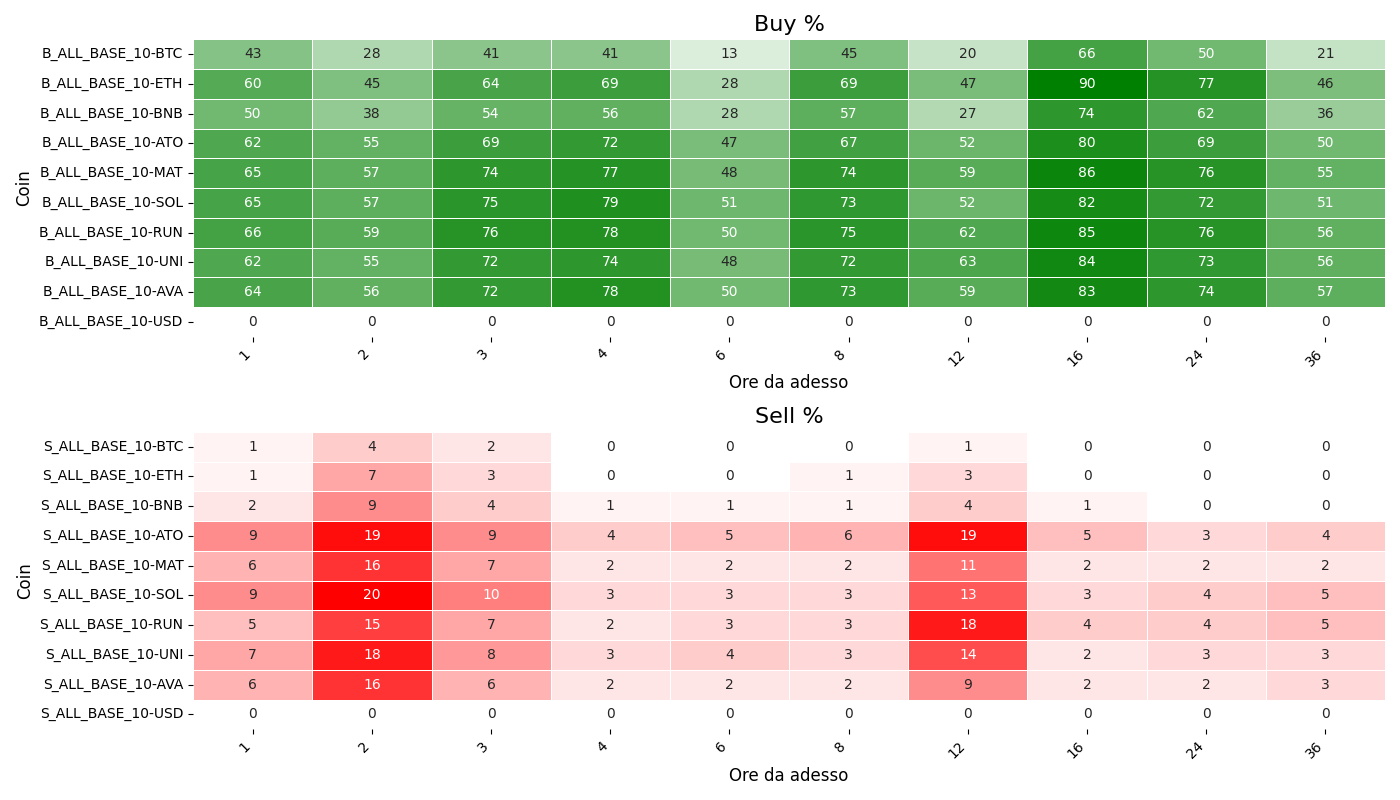 Buy %
Coin
B_ALL_BASE_10-BTC 43 28 41 41 13 45 20 66 50 21
B_ALL_BASE_10-ETH 60 45 64 69 28 69 47 90 77 46
B_ALL_BASE_10-BNB 50 38 54 56 28 57 27 74 62 36
B_ALL_BASE_10-ATO 62 55 69 72 47 67 52 80 69 50
B_ALL_BASE_10-MAT 65 57 74 77 48 74 59 86 76 55
B_ALL_BASE_10-SOL 65 57 75 79 51 73 52 82 72 51
B_ALL_BASE_10-RUN 66 59 76 78 50 75 62 85 76 56
B_ALL_BASE_10-UNI 62 55 72 74 48 72 63 84 73 56
B_ALL_BASE_10-AVA 64 56 72 78 50 73 59 83 74 57
B_ALL_BASE_10-USD 0 0 0 0 0 0 0 0 0 0
1 2 3 4 6 8 12 16 24 36
Ore da adesso
Sell %
Coin
S_ALL_BASE_10-BTC 1 4 2 0 0 0 1 0 0 0
S_ALL_BASE_10-ETH 1 7 3 0 0 1 3 0 0 0
S_ALL_BASE_10-BNB 2 9 4 1 1 1 4 1 0 0
S_ALL_BASE_10-ATO 9 19 9 4 5 6 19 5 3 4
S_ALL_BASE_10-MAT 6 16 7 2 2 2 11 2 2 2
S_ALL_BASE_10-SOL 9 20 10 3 3 3 13 3 4 5
S_ALL_BASE_10-RUN 5 15 7 2 3 3 18 4 4 5
S_ALL_BASE_10-UNI 7 18 8 3 4 3 14 2 3 3
S_ALL_BASE_10-AVA 6 16 6 2 2 2 9 2 2 3
S_ALL_BASE_10-USD 0 0 0 0 0 0 0 0 0 0
1 2 3 4 6 8 12 16 24 36
Ore da adesso